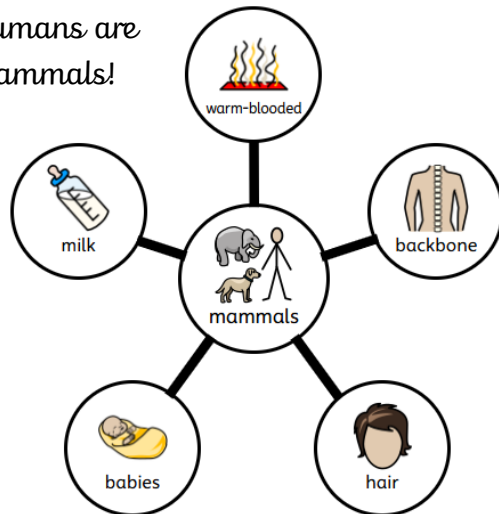 umans are
ammals!
warm-blooded
milk
backbone
mammals
babies
hair